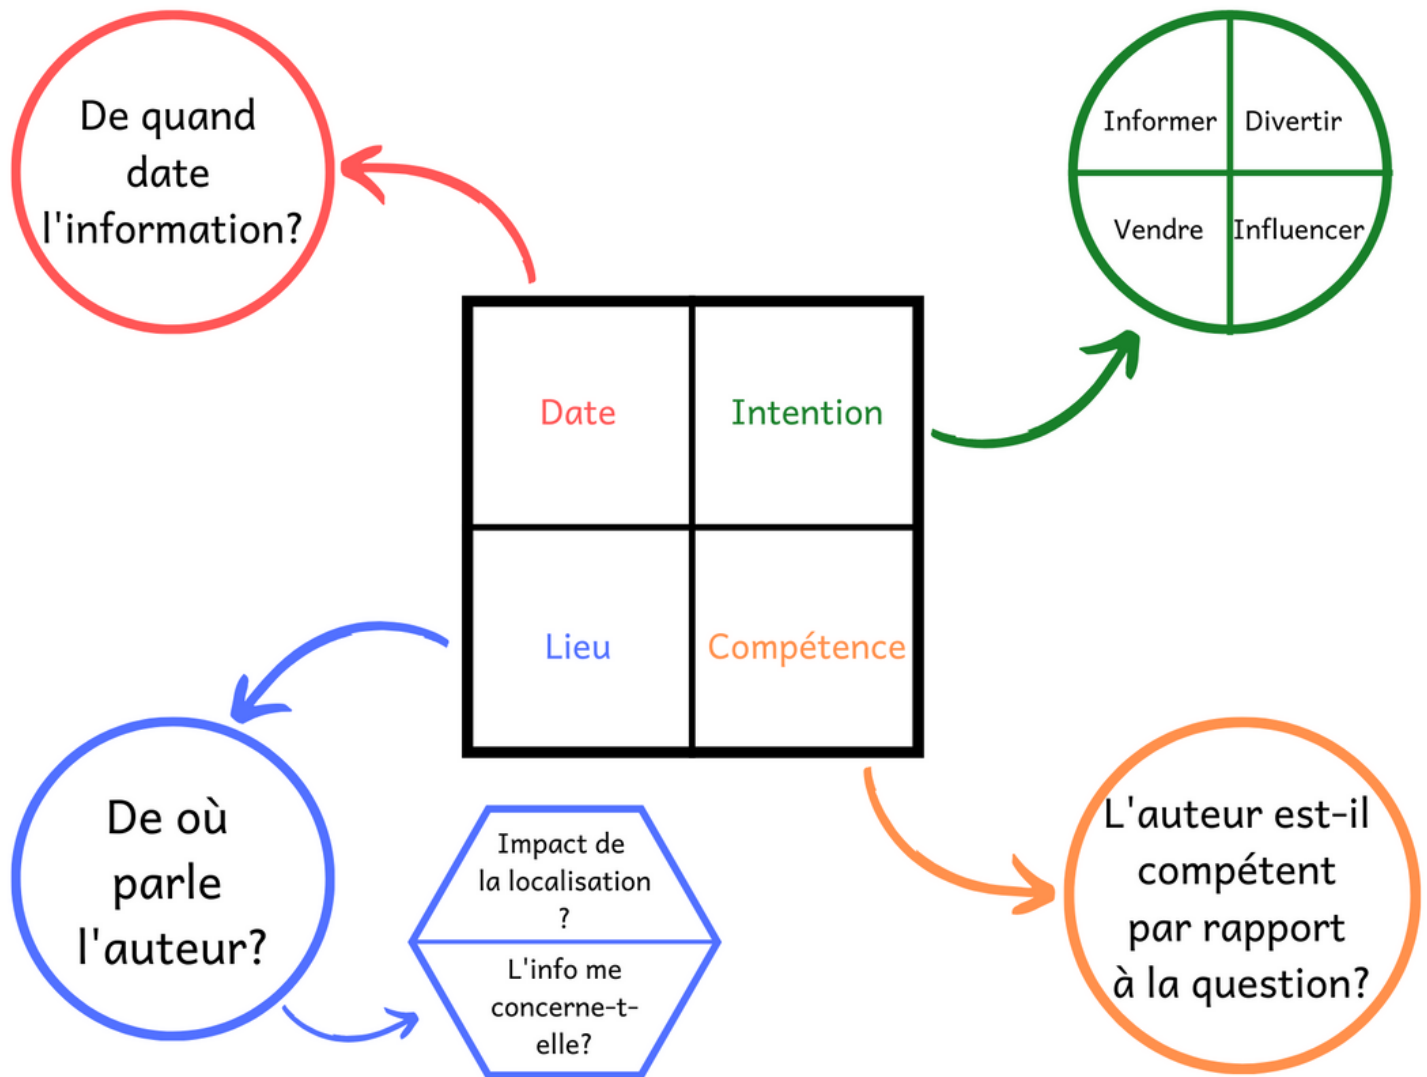 De quand
date
l'information?
Informer
Divertir
Vendre
Influencer
Date
Intention
Lieu
Compétence
De où
parle
l'auteur?
Impact de
la localisation
?
L'info me
concerne-t-
elle?
L'auteur est-il
compétent
par rapport
à la question?